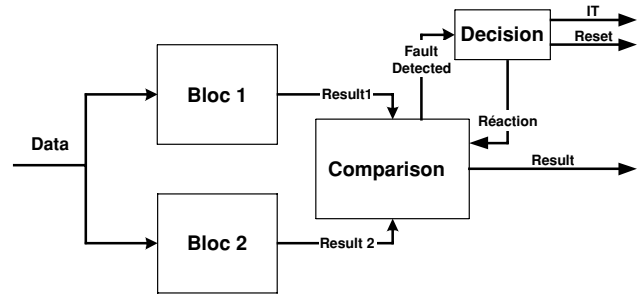 IT
Decision
Reset
Fault
Detected
Bloc 1
Result1
Réaction
Data
Comparison
Result
Bloc 2
Result 2